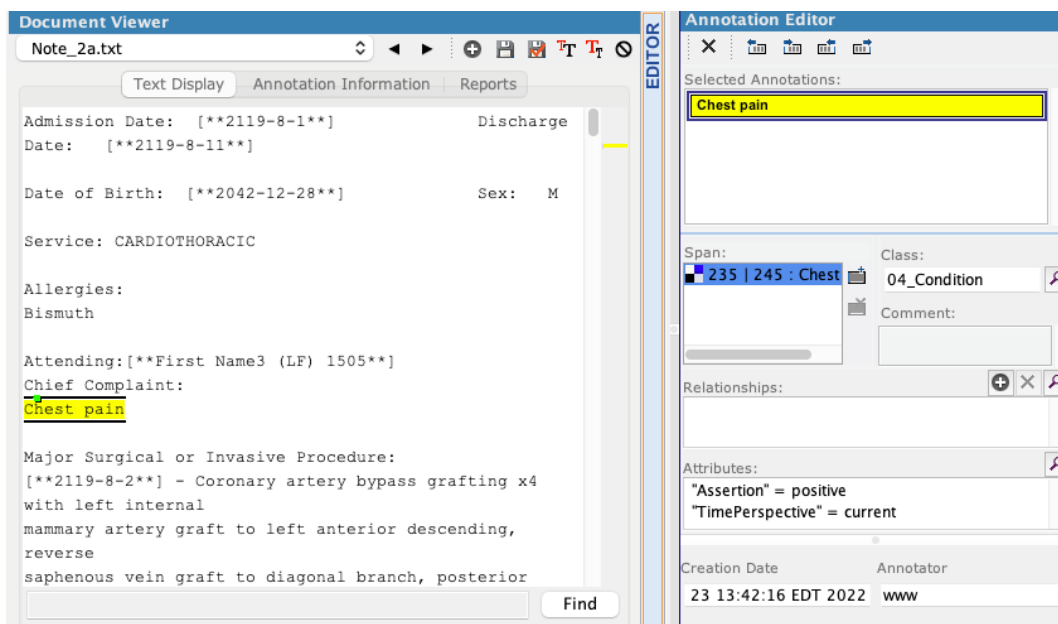 Document Viewer
Note_2a.txt
Text Display Annotation Information Reports
Admission Date: [**2119-8-1**] Discharge
Date: [**2119-8-11**]
Date of Birth: [**2042-12-28**] Sex: M
Service: CARDIOTHORACIC
Allergies:
Bismuth
Attending:[**First Name3 (LF) 1505**]
Chief Complaint:
Chest pain
Major Surgical or Invasive Procedure:
[**2119-8-2**] - Coronary artery bypass grafting x4
with left internal
mammary artery graft to left anterior descending,
reverse
saphenous vein graft to diagonal branch, posterior
Find
EDITOR
Annotation Editor
Selected Annotations:
Chest pain
Span:
235 | 245 : Chest
Class:
04_Condition
Comment:
Relationships:
Attributes:
"Assertion" = positive
"TimePerspective" = current
Creation Date Annotator
23 13:42:16 EDT 2022 www